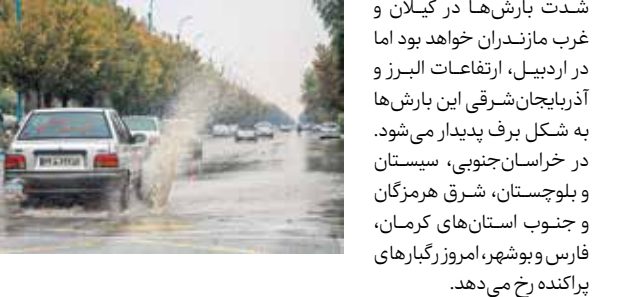 شدت بارش‌ها در گیلان و
غرب مازندران خواهد بود اما
در اردبیل، ارتفاعات البرز و
آذربایجان‌شرقی این بارش‌ها
به شکل برف پدیدار می‌شود.
در خراسان‌جنوبی، سیستان
و بلوچستان، شرق هرمزگان
و جنوب استان‌های کرمان،
فارس و بوشهر، امروز رگبارهای
پراکنده رخ می‌دهد.